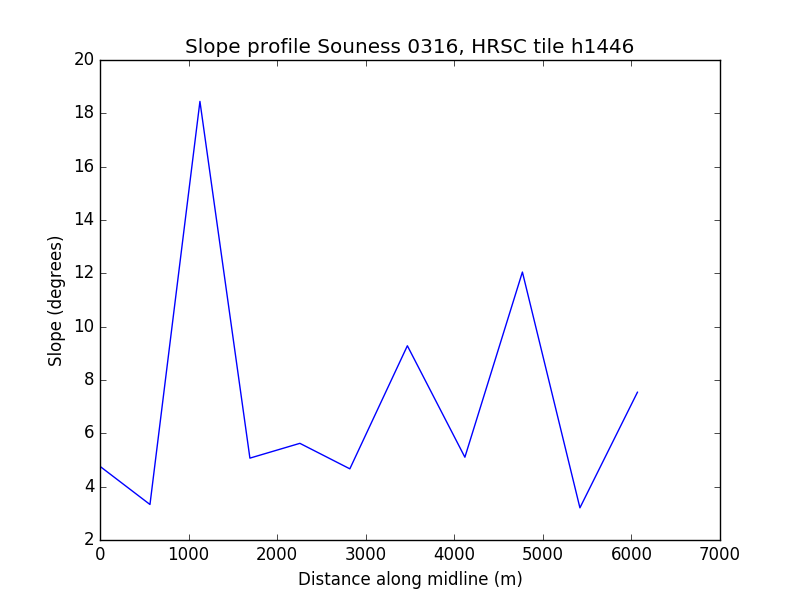 Slope profile Souness 0316, HRSC tile h1446
20
18
16
14
12
10
8
6
4
2
Slope (degrees)
0 1000 2000 3000 4000 5000 6000 7000
Distance along midline (m)